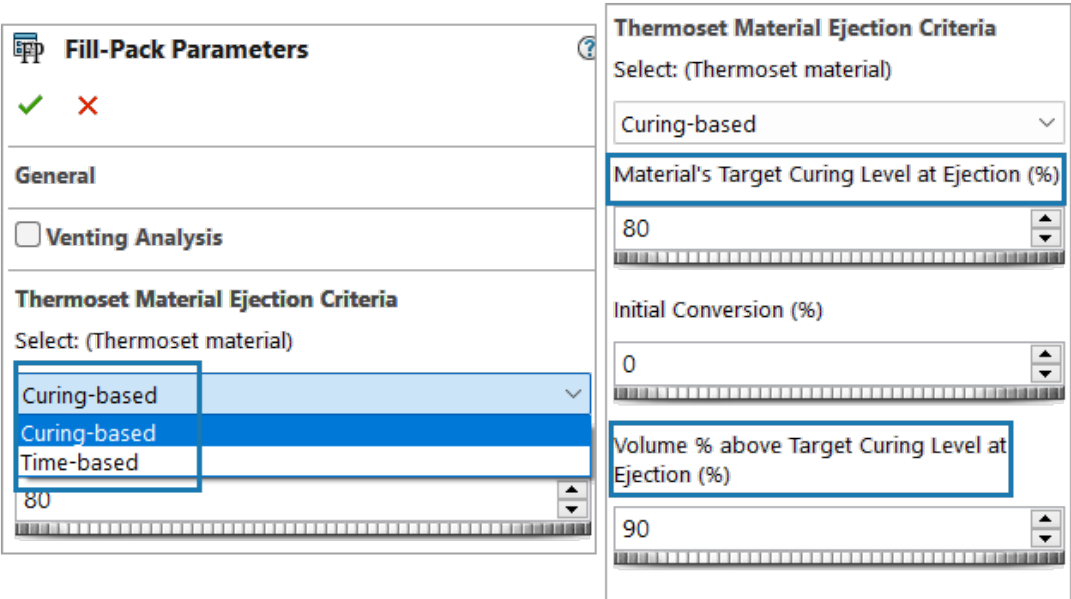 Fill-Pack Parameters
?
General
Venting Analysis
Thermoset Material Ejection Criteria
Select: (Thermoset material)
Curing-based
Curing-based
Time-based
80
Thermoset Material Ejection Criteria
Select: (Thermoset material)
Curing-based
Material's Target Curing Level at Ejection (%)
80
Initial Conversion (%)
0
Volume % above Target Curing Level at
Ejection (%)
90